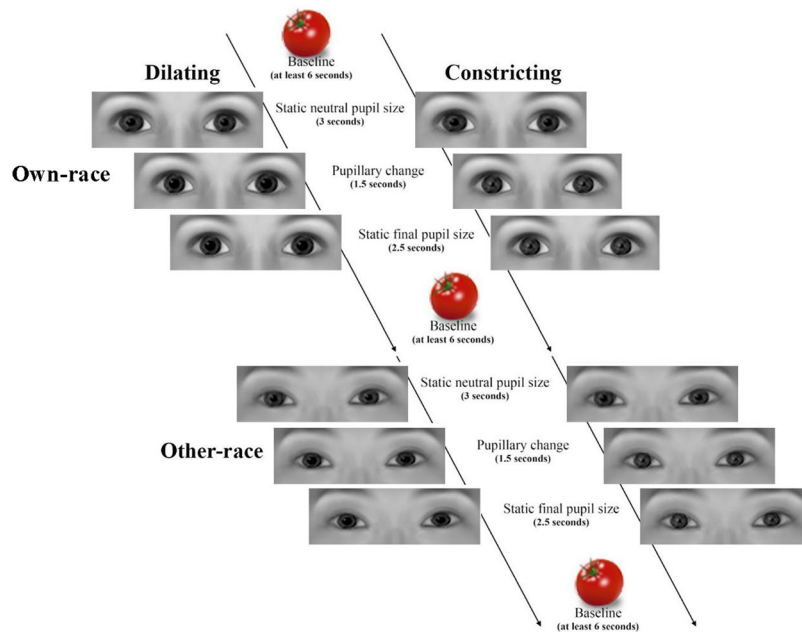 Baseline
(at least 6 seconds)
Dilating
Constricting
Static neutral pupil size
(3 seconds)
Own-race
Pupillary change
(1.5 seconds)
Static final pupil size
(2.5 seconds)
Baseline
(at least 6 seconds)
Static neutral pupil size
(3 seconds)
Other-race
Pupillary change
(1.5 seconds)
Static final pupil size
(2.5 seconds)
Baseline
(at least 6 seconds)